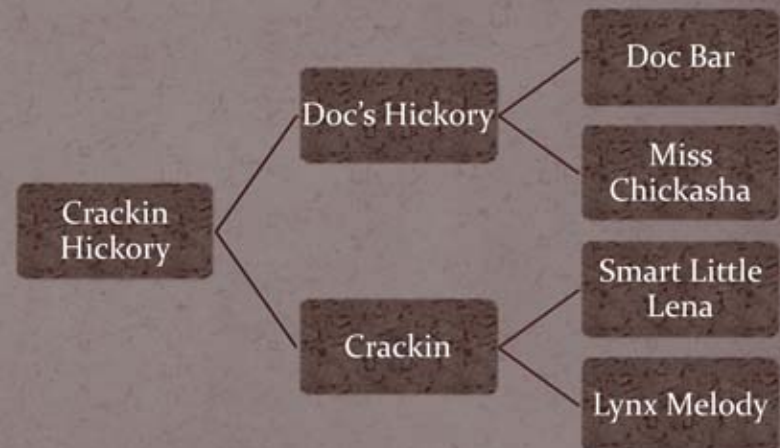 Crackin
Hickory
Doc's Hickory
Crackin
Doc Bar
Miss
Chickasha
Smart Little
Lena
Lynx Melody